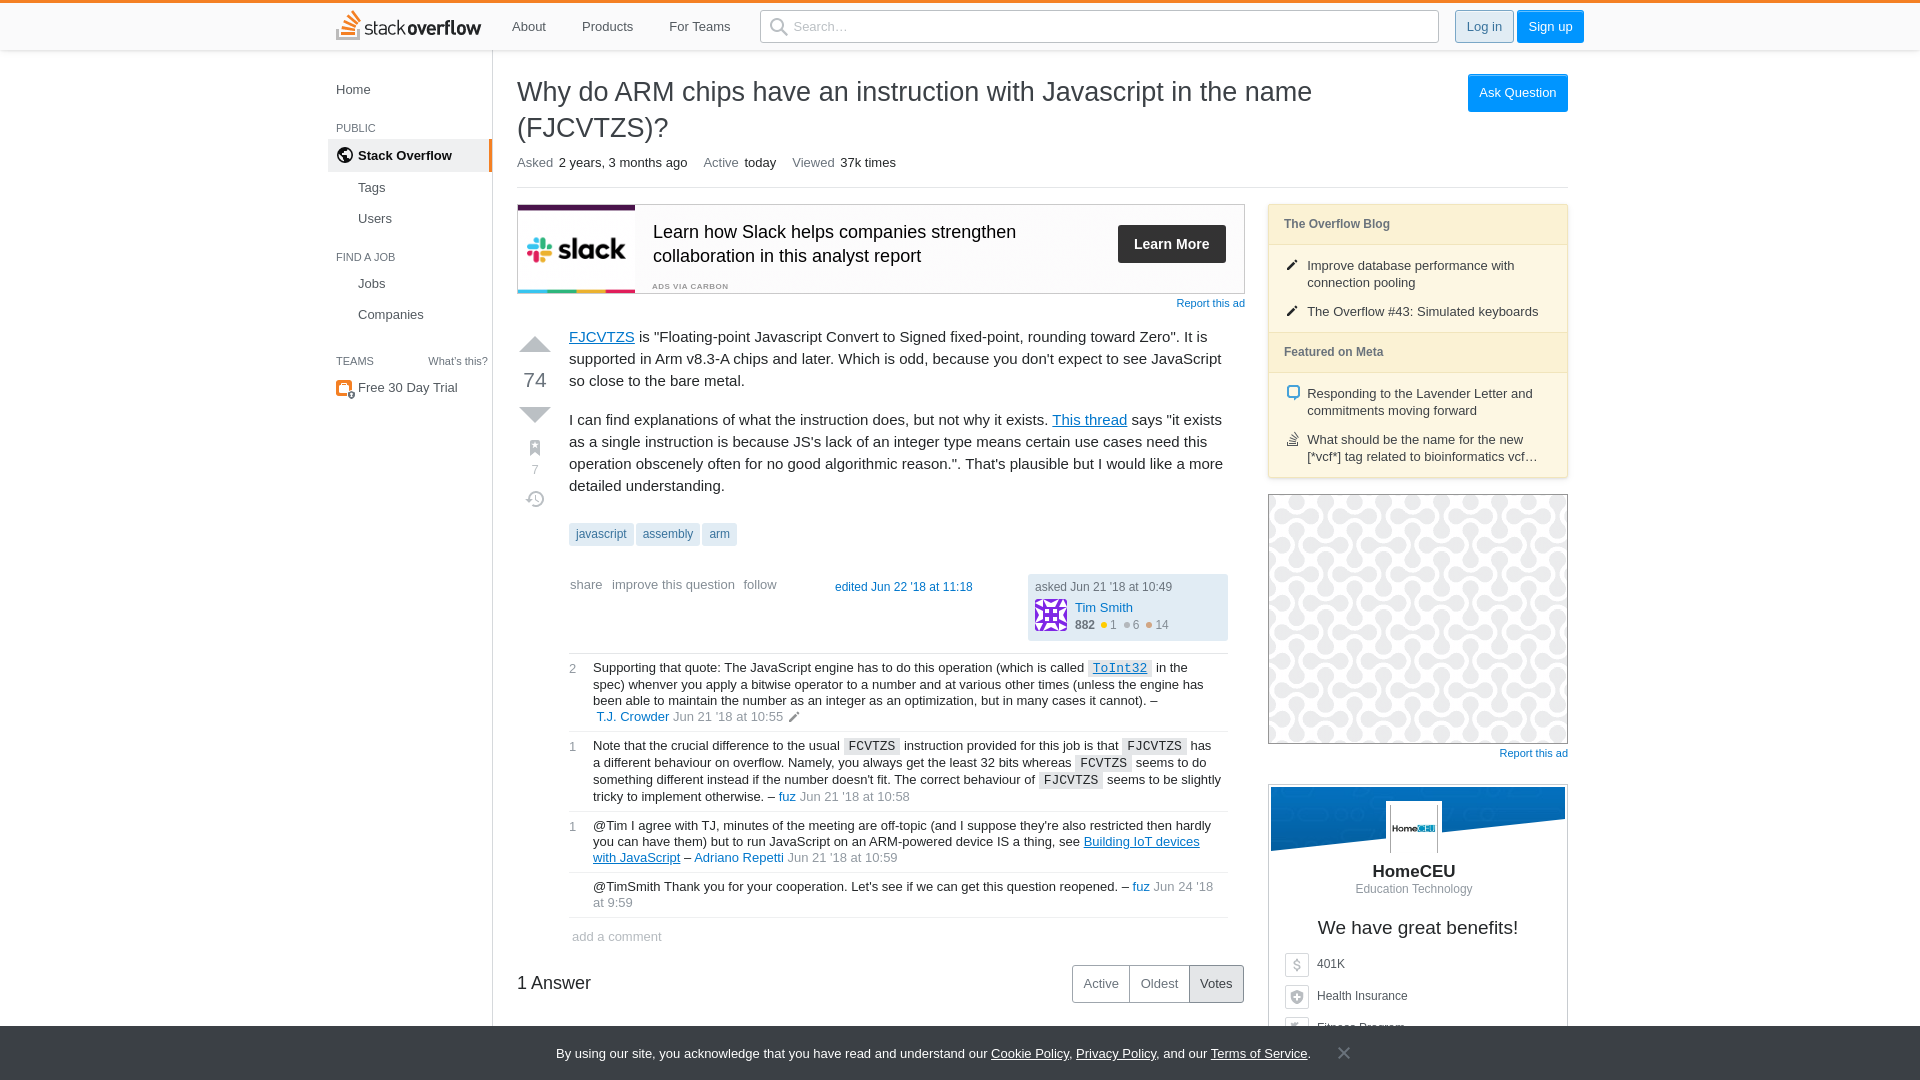 stackoverflow
About
Products
For Teams
Search…
Log in
Sign up
Home
PUBLIC
Stack Overflow
Tags
Users
FIND A JOB
Jobs
Companies
TEAMS
What's this?
Free 30 Day Trial
Why do ARM chips have an instruction with Javascript in the name
(FJCVTZS)?
Ask Question
Asked 2 years, 3 months ago Active today Viewed 37k times
slack
Learn how Slack helps companies strengthen
collaboration in this analyst report
Learn More
ADS VIA CARBON
Report this ad
74
7
FJCVTZS is "Floating-point Javascript Convert to Signed fixed-point, rounding toward Zero". It is
supported in Arm v8.3-A chips and later. Which is odd, because you don't expect to see JavaScript
so close to the bare metal.
I can find explanations of what the instruction does, but not why it exists. This thread says "it exists
as a single instruction is because JS's lack of an integer type means certain use cases need this
operation obscenely often for no good algorithmic reason.". That's plausible but I would like a more
detailed understanding.
javascript assembly arm
share improve this question follow
edited Jun 22 '18 at 11:18
asked Jun 21 '18 at 10:49
Tim Smith
882 1 6 14
2
Supporting that quote: The JavaScript engine has to do this operation (which is called ToInt32 in the
spec) whenver you apply a bitwise operator to a number and at various other times (unless the engine has
been able to maintain the number as an integer as an optimization, but in many cases it cannot). –
T.J. Crowder Jun 21 '18 at 10:55
1
Note that the crucial difference to the usual FCVTZS instruction provided for this job is that FJCVTZS has
a different behaviour on overflow. Namely, you always get the least 32 bits whereas FCVTZS seems to do
something different instead if the number doesn't fit. The correct behaviour of FJCVTZS seems to be slightly
tricky to implement otherwise. – fuz Jun 21 '18 at 10:58
1
@Tim I agree with TJ, minutes of the meeting are off-topic (and I suppose they're also restricted then hardly
you can have them) but to run JavaScript on an ARM-powered device IS a thing, see Building IoT devices
with JavaScript – Adriano Repetti Jun 21 '18 at 10:59
@TimSmith Thank you for your cooperation. Let's see if we can get this question reopened. – fuz Jun 24 '18
at 9:59
add a comment
1 Answer
Active Oldest Votes
The Overflow Blog
Improve database performance with
connection pooling
The Overflow #43: Simulated keyboards
Featured on Meta
Responding to the Lavender Letter and
commitments moving forward
What should be the name for the new
[*vcf*] tag related to bioinformatics vcf…
Report this ad
HomeCEU
HomeCEU
Education Technology
We have great benefits!
401K
Health Insurance
Fitness Program
By using our site, you acknowledge that you have read and understand our Cookie Policy, Privacy Policy, and our Terms of Service.